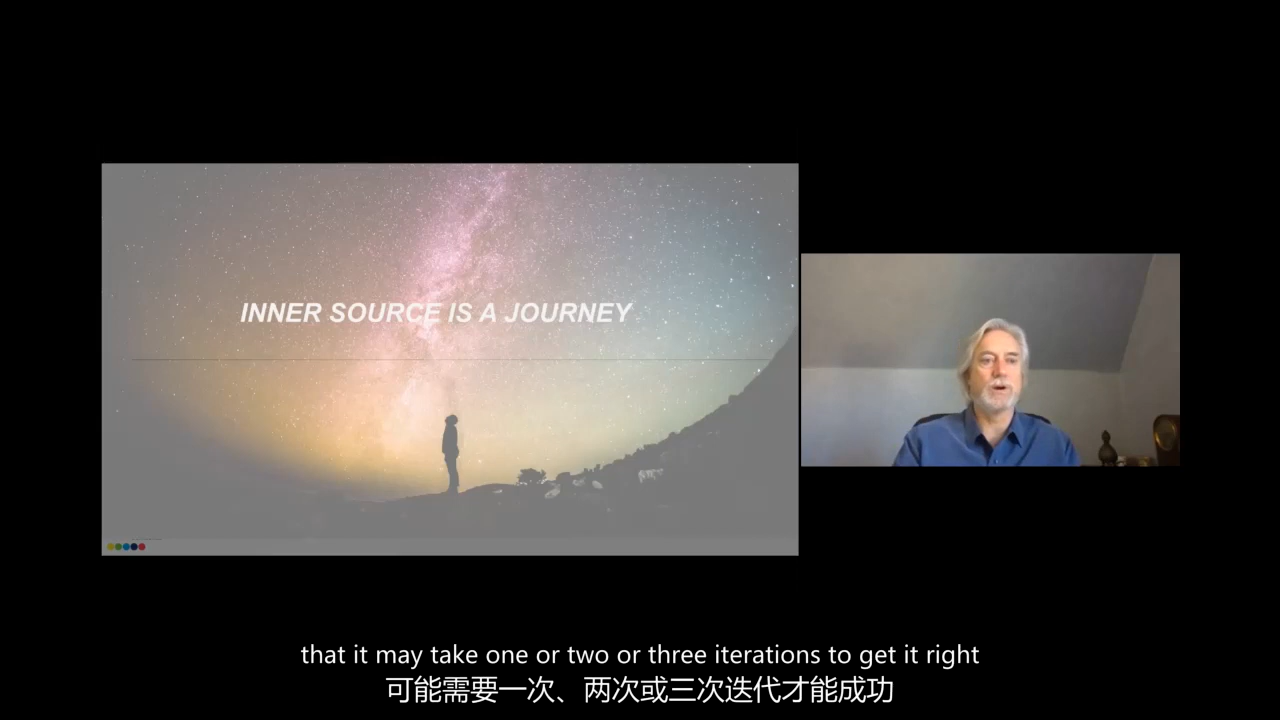 INNER SOURCE IS A JOURNEY
that it may take one or two or three iterations to get it right
可能需要一次、两次或三次迭代才能成功